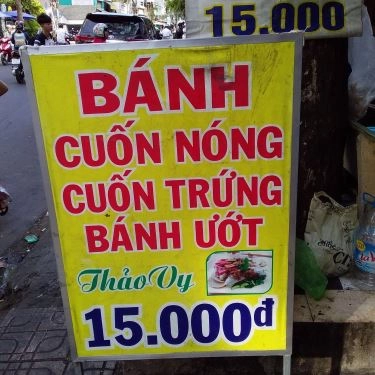 15.000
BÁNH
CUỐN NÓNG
CUỐN TRỨNG
BÁNH ƯỚT
Thảo Vy
15.000đ